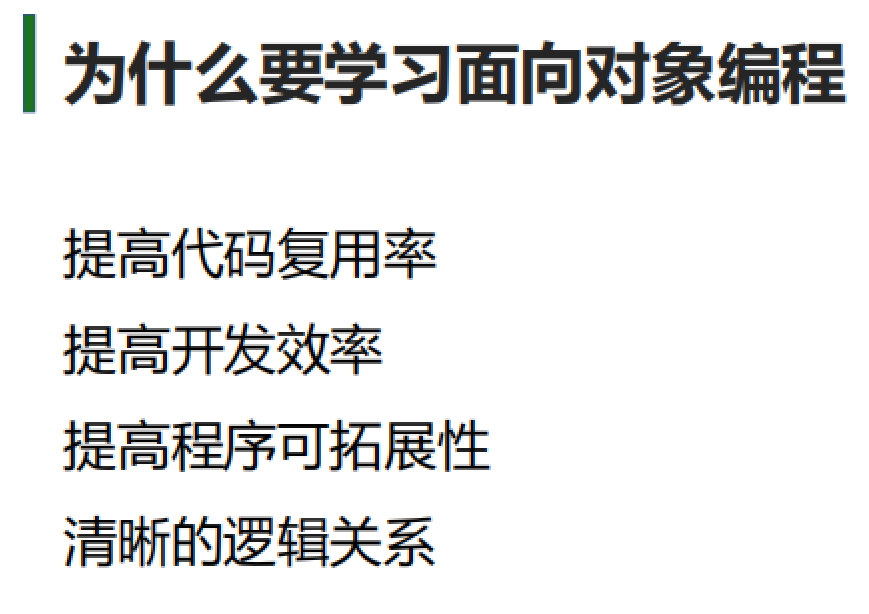 为什么要学习面向对象编程
提高代码复用率
提高开发效率
提高程序可拓展性
清晰的逻辑关系